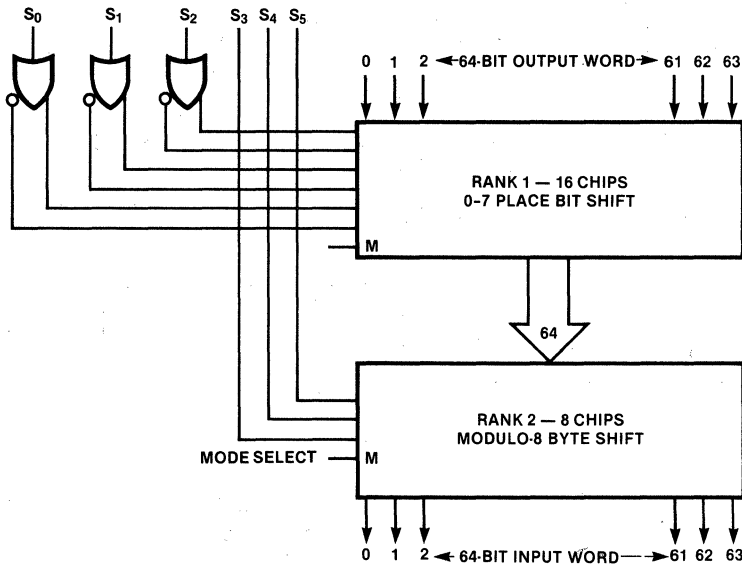 S0 S1 S2 S3 S4 S5
0 1 2 64-BIT OUTPUT WORD 61 62 63
RANK 1 — 16 CHIPS
0-7 PLACE BIT SHIFT
M
64
RANK 2 — 8 CHIPS
MODULO-8 BYTE SHIFT
MODE SELECT M
0 1 2 64-BIT INPUT WORD 61 62 63